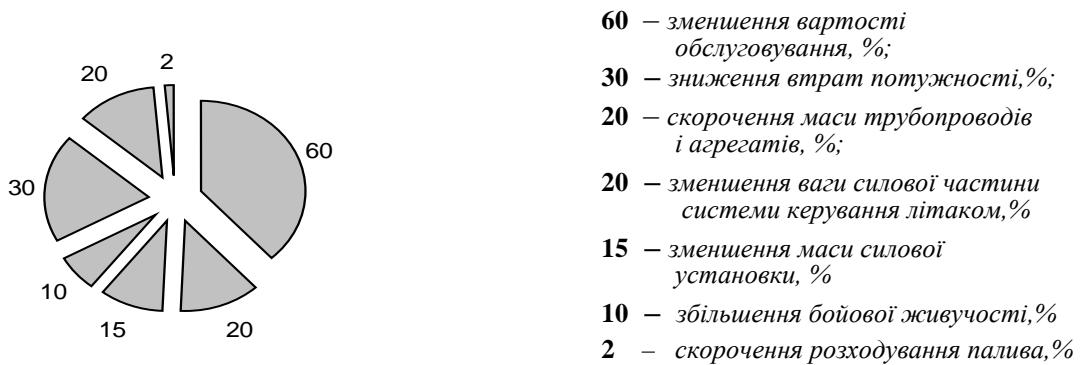 2
20
60
30
10
15
20
60 – зменшення вартості
обслуговування, %;
30 – зниження втрат потужності,%;
20 – скорочення маси трубопроводів
і агрегатів, %;
20 – зменшення ваги силової частини
системи керування літаком,%
15 – зменшення маси силової
установки, %
10 – збільшення бойової живучості,%
2 – скорочення розходування палива,%